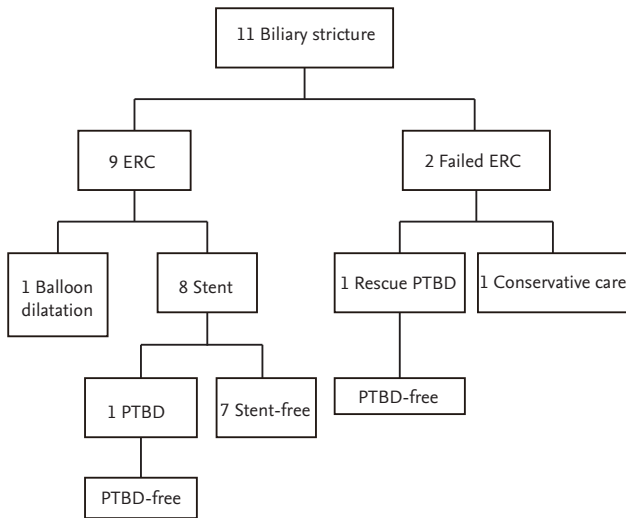 11 Biliary stricture
9 ERC
2 Failed ERC
1 Balloon
dilatation
8 Stent
1 Rescue PTBD
1 Conservative care
1 PTBD
7 Stent-free
PTBD-free
PTBD-free